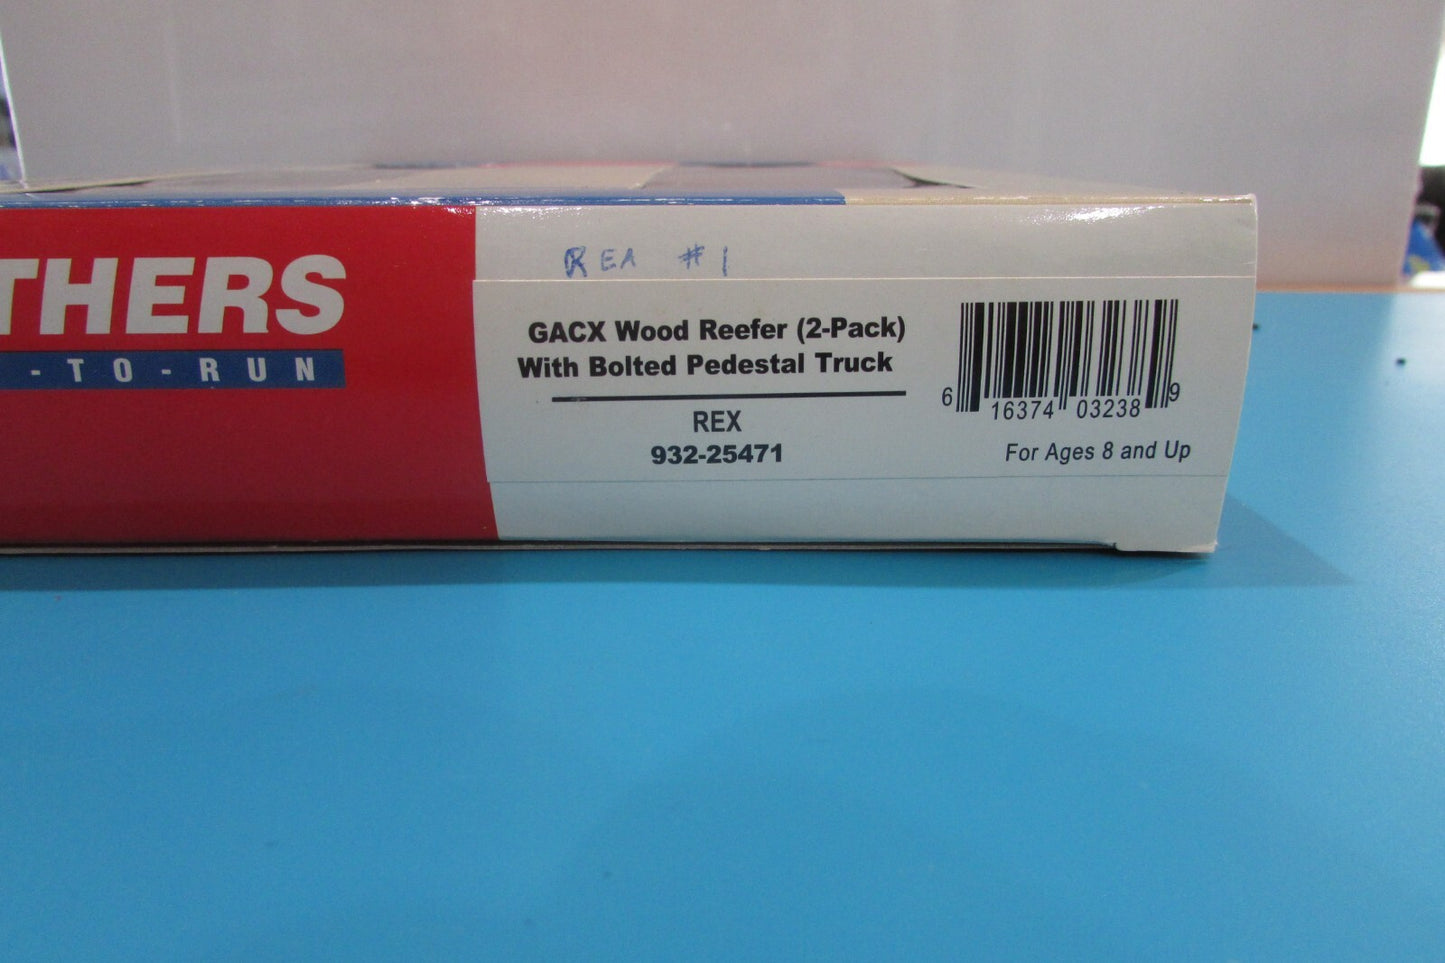 THERS
- TO - RUN
REA #1
GACX Wood Reefer (2-Pack)
With Bolted Pedestal Truck
REX
932-25471
6 16374 03238 9
For Ages 8 and Up